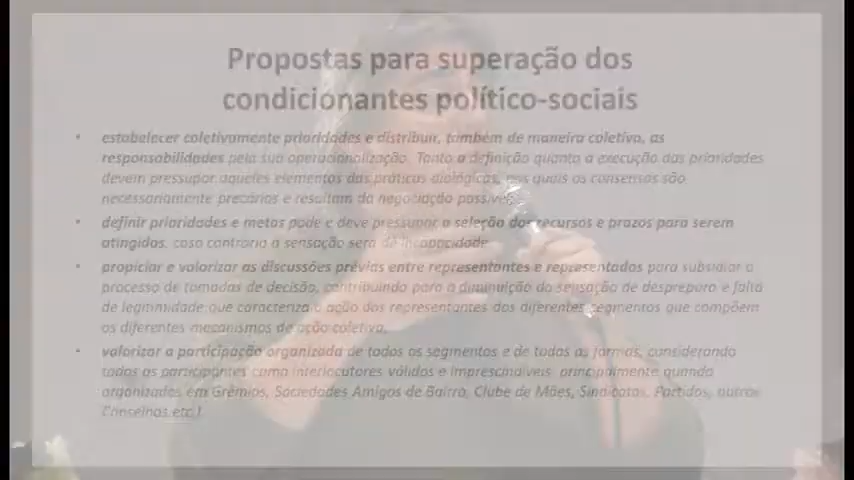 Propostas para superação dos
condicionantes político-sociais
• estabelecer coletivamente prioridades e distribuir, também de maneira coletiva, as
responsabilidades pela sua operacionalização. Tanto a definição quanto a execução das prioridades
devem pressupor aqueles elementos das práticas dialógicas, nos quais os consensos são
necessariamente precários e resultam da negociação possível;
• definir prioridades e metas pode e deve pressupor a seleção dos recursos e prazos para serem
atingidas, caso contrário a sensação será de incapacidade
• propiciar e valorizar as discussões prévias entre representantes e representados para subsidiar o
processo de tomadas de decisão, contribuindo para a diminuição da sensação de despreparo e falta
de legitimidade que caracteriza a ação dos representantes dos diferentes segmentos que compõem
os diferentes mecanismos de ação coletiva,
• valorizar a participação organizada de todos os segmentos e de todas as formas, considerando
todos os participantes como interlocutores válidos e imprescindíveis, principalmente quando
organizados em Grêmios, Sociedades Amigos de Bairro, Clube de Mães, Sindicatos, Partidos, outros
Conselhos etc.)